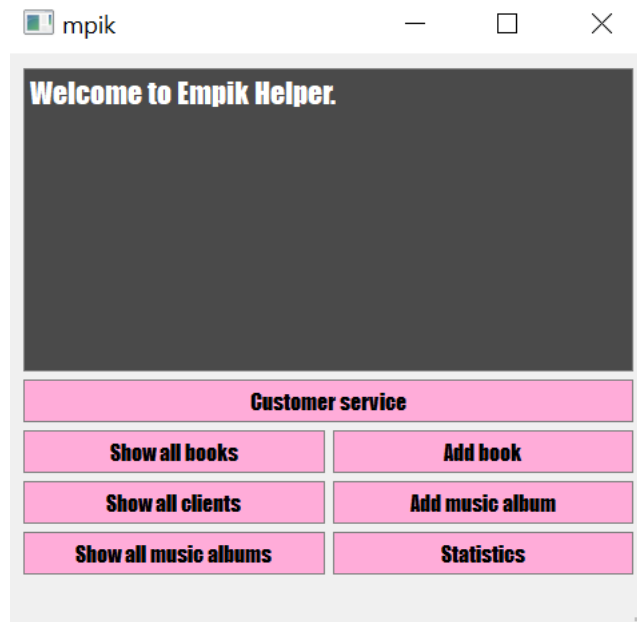 mpik
Welcome to Empik Helper.
Customer service
Show all books
Add book
Show all clients
Add music album
Show all music albums
Statistics